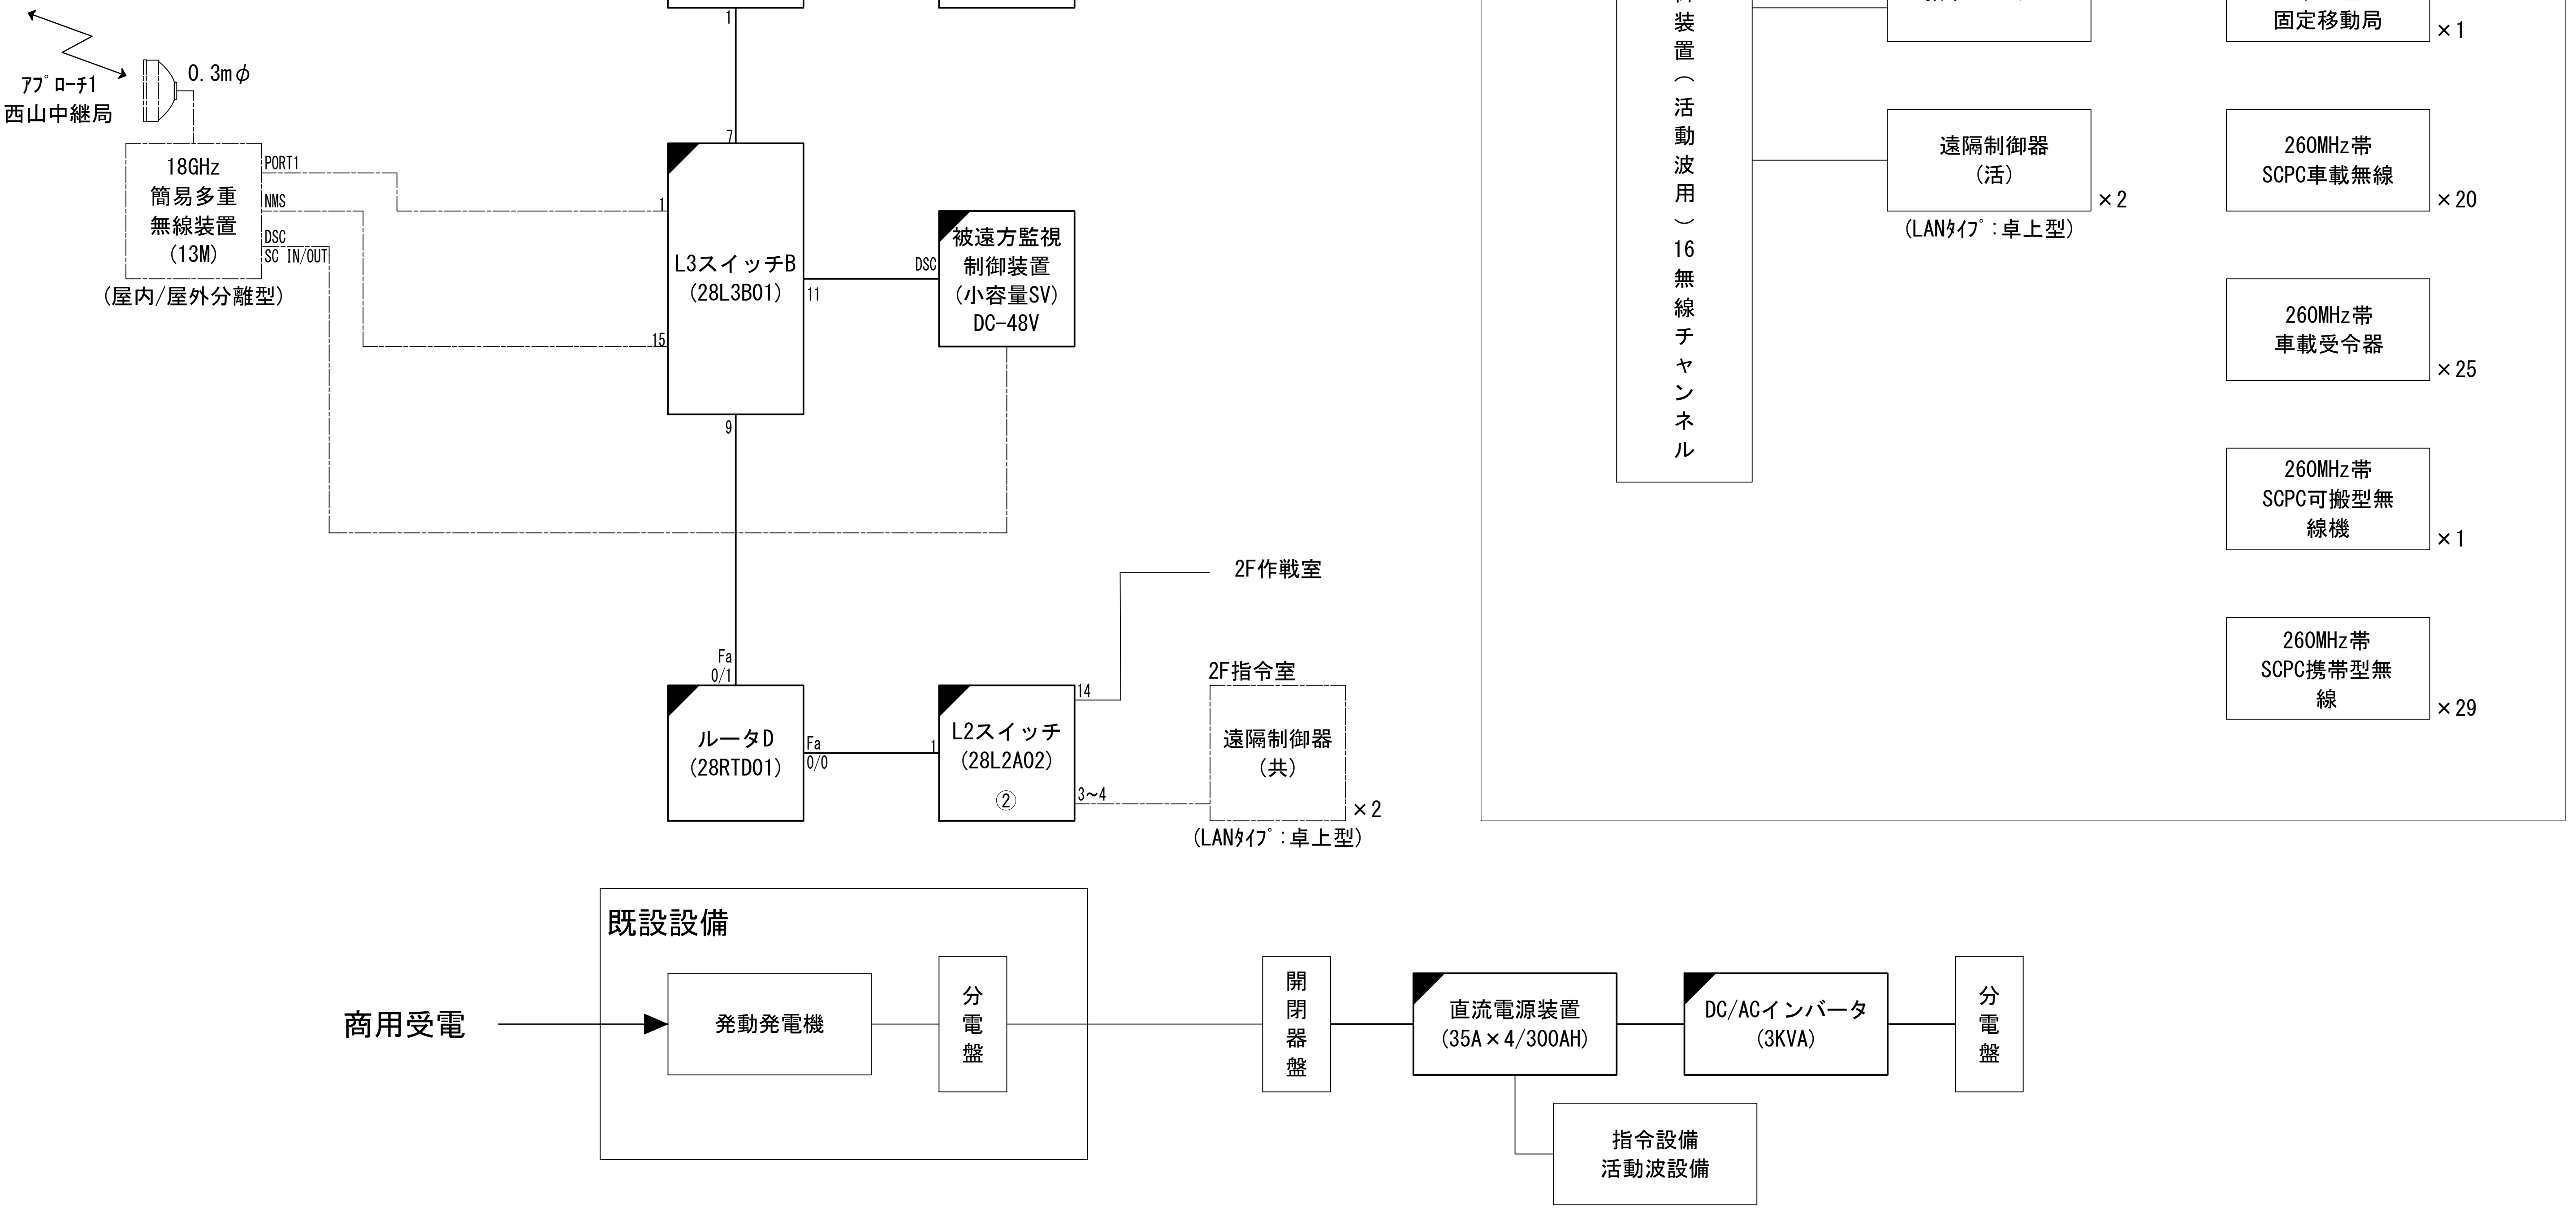 1
アプローチ1
西山中継局
0.3mφ
18GHz
簡易多重
無線装置
(13M)
(屋内/屋外分離型)
PORT1
NMS
DSC
SC IN/OUT
7
1
15
L3スイッチB
(28L3B01)
11
9
DSC
被遠方監視
制御装置
(小容量SV)
DC-48V
Fa
0/1
ルータD
(28RTD01)
Fa
0/0
1
L2スイッチ
(28L2A02)
②
14
3~4
2F作戦室
2F指令室
遠隔制御器
(共)
×2
(LANタイプ:卓上型)
装置(活動波用)16無線チャンネル
遠隔制御器
(活)
×2
(LANタイプ:卓上型)
固定移動局
×1
260MHz帯
SCPC車載無線
×20
260MHz帯
車載受令器
×25
260MHz帯
SCPC可搬型無
線機
×1
260MHz帯
SCPC携帯型無
線
×29
既設設備
商用受電
発動発電機
分電盤
開閉器盤
直流電源装置
(35A×4/300AH)
DC/ACインバータ
(3KVA)
分電盤
指令設備
活動波設備